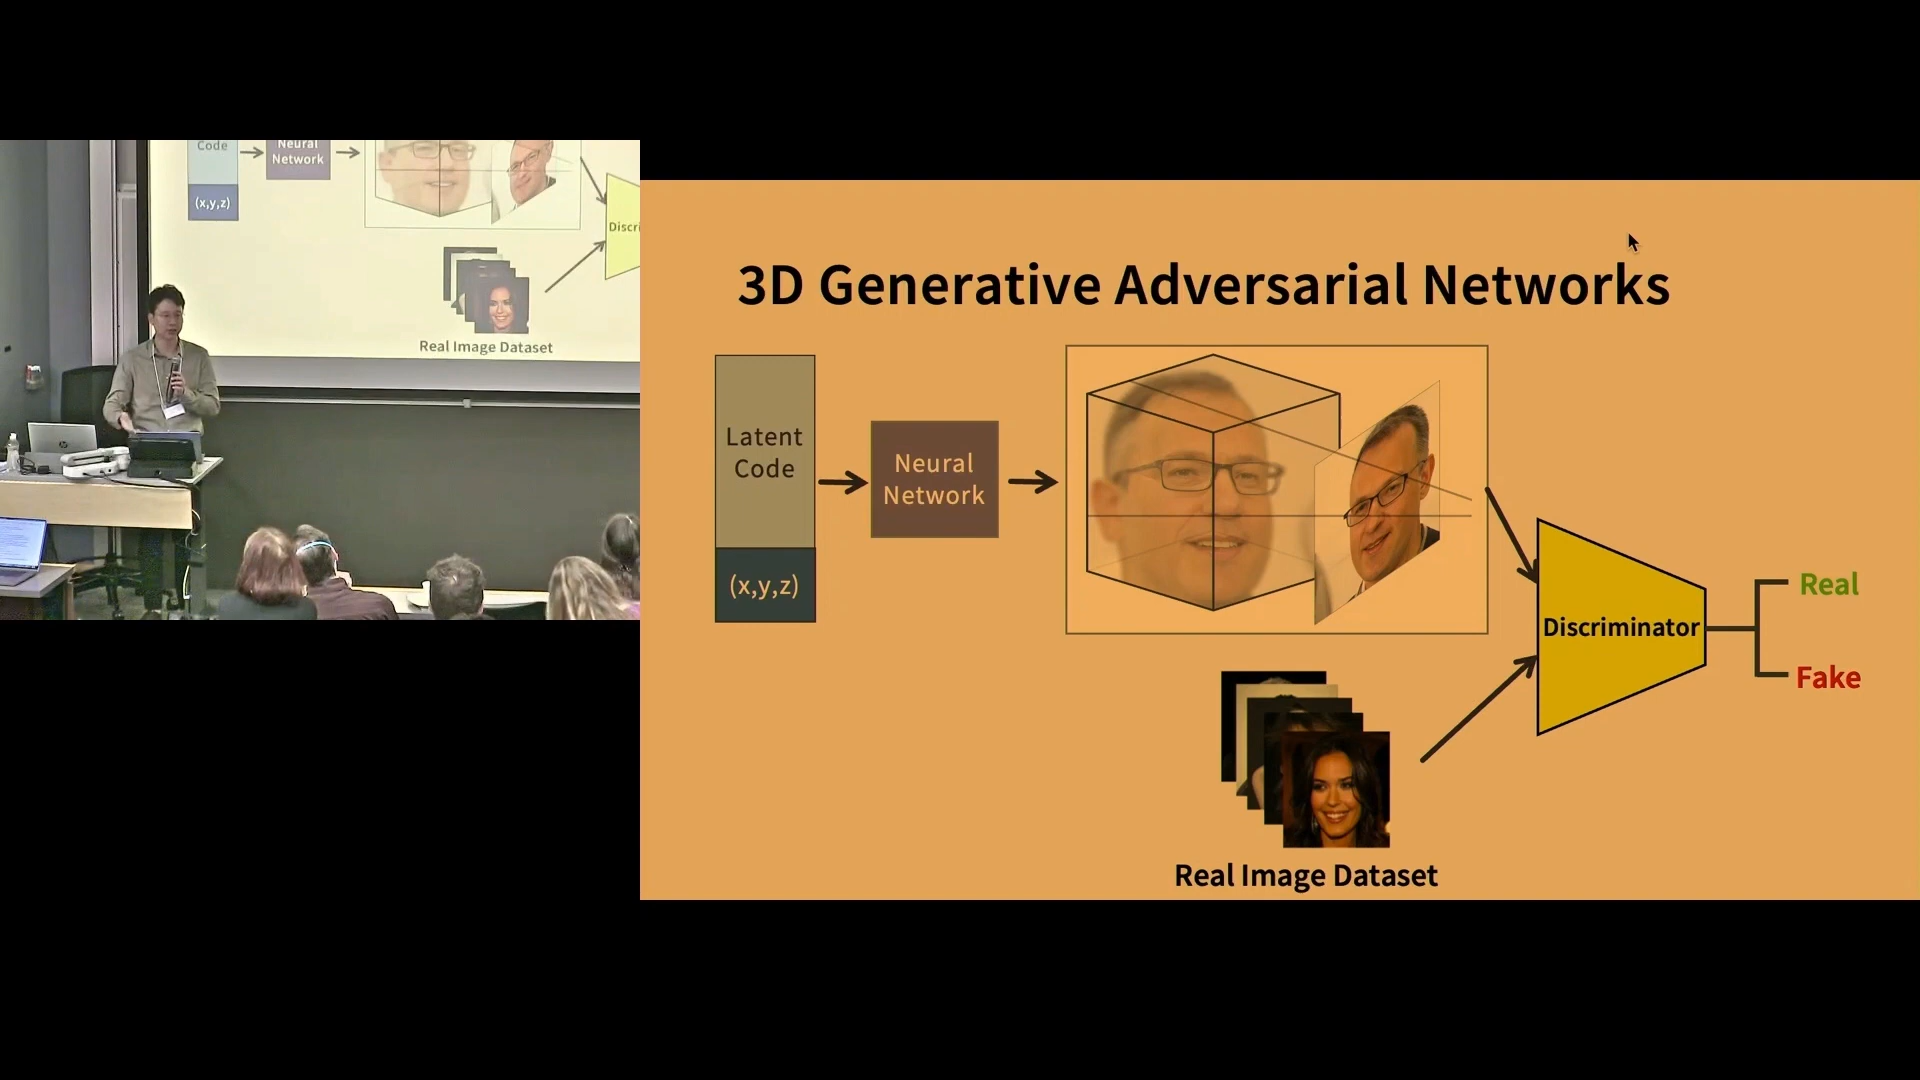 Code
Neural
Network
(x,y,z)
Discri
Real Image Dataset
3D Generative Adversarial Networks
Latent
Code
(x,y,z)
Neural
Network
Discriminator
Real
Fake
Real Image Dataset